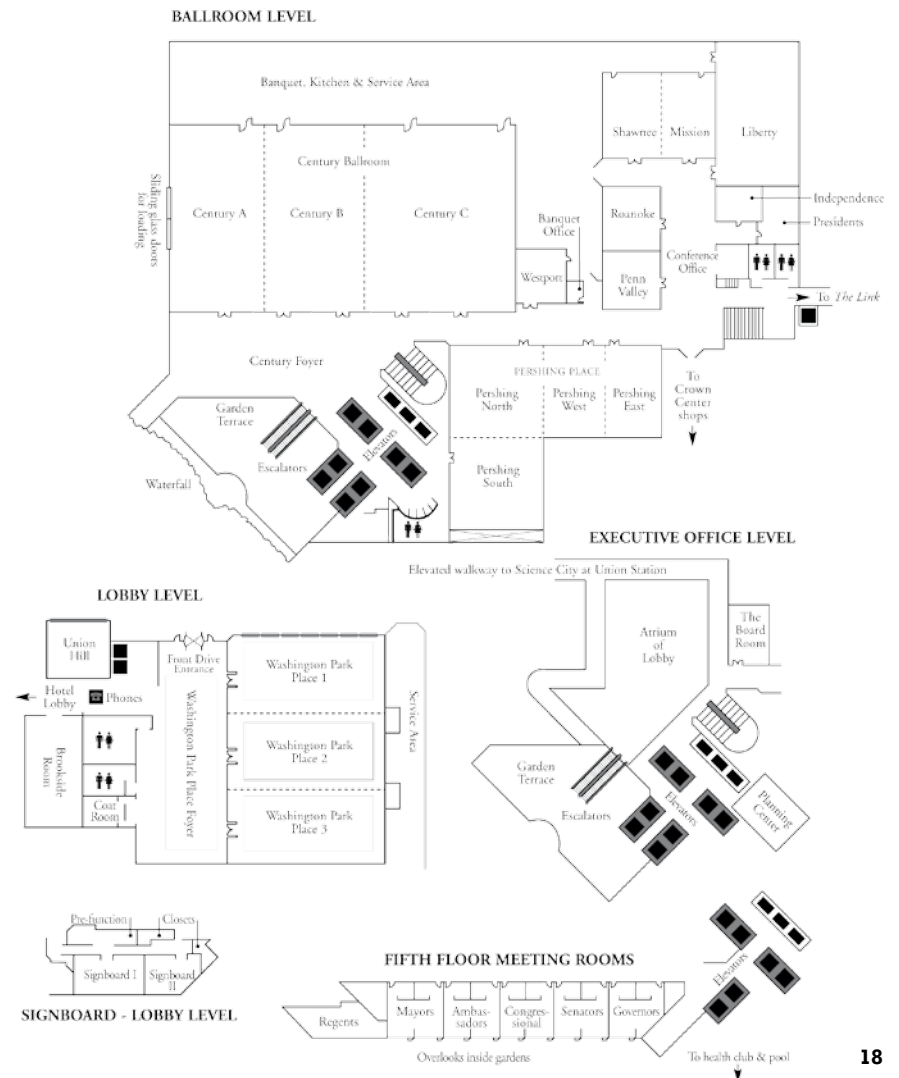 BALLROOM LEVEL
Banquet, Kitchen & Service Area
Shawnee
Mission
Liberty
Century Ballroom
Sliding glass doors
for loading
Century A
Century B
Century C
Banquet
Office
Roanoke
Independence
Presidents
Conference
Office
Westport
Penn
Valley
To The Link
Century Foyer
PERSHING PLACE
Pershing
North
Pershing
West
Pershing
East
To
Crown
Center
shops
Garden
Terrace
Elevators
Escalators
Pershing
South
Waterfall
EXECUTIVE OFFICE LEVEL
Elevated walkway to Science City at Union Station
The
Board
Room
Atrium
of
Lobby
Garden
Terrace
Escalators
Elevators
Planning
Center
LOBBY LEVEL
Union
Hill
Front Drive
Entrance
Hotel
Lobby
Phones
Washington Park
Place 1
Washington Park
Place 2
Washington Park
Place 3
Washington Park Place Foyer
Service Area
Brookside
Room
Coat
Room
Pre-function
Closets
Signboard I
Signboard
II
SIGNBOARD - LOBBY LEVEL
FIFTH FLOOR MEETING ROOMS
Elevators
Regents
Mayors
Ambas-
sadors
Congres-
sional
Senators
Governors
Overlooks inside gardens
To health club & pool
18